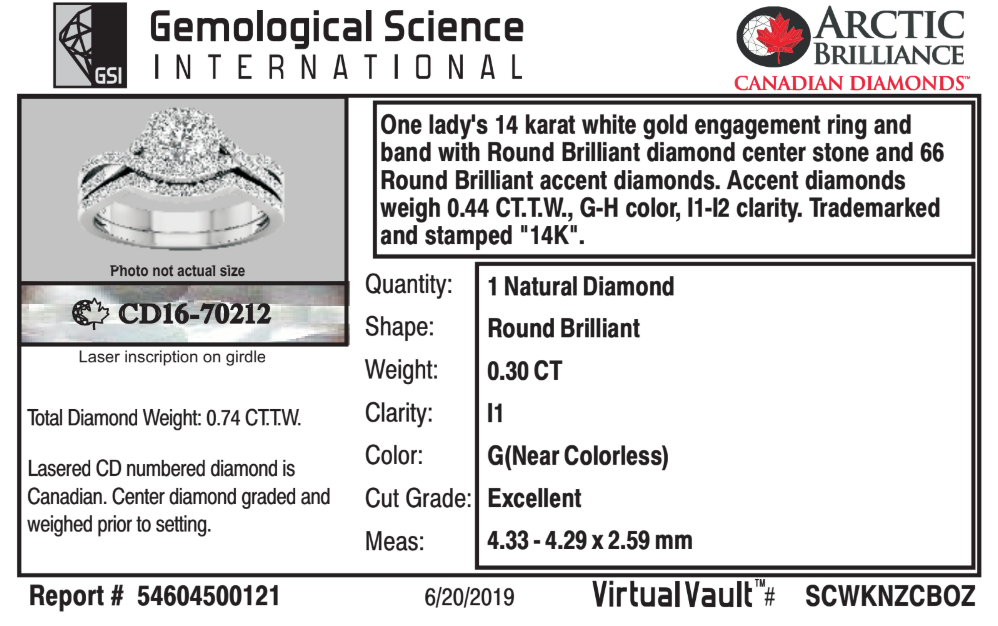 GSI
Gemological Science
INTERNATIONAL
ARCTIC
BRILLIANCE
CANADIAN DIAMONDS™
Photo not actual size
CD16-70212
Laser inscription on girdle
Total Diamond Weight: 0.74 CT.T.W.
Lasered CD numbered diamond is
Canadian. Center diamond graded and
weighed prior to setting.
One lady's 14 karat white gold engagement ring and
band with Round Brilliant diamond center stone and 66
Round Brilliant accent diamonds. Accent diamonds
weigh 0.44 CT.T.W., G-H color, I1-I2 clarity. Trademarked
and stamped "14K".
Quantity: 1 Natural Diamond
Shape: Round Brilliant
Weight: 0.30 CT
Clarity: I1
Color: G(Near Colorless)
Cut Grade: Excellent
Meas: 4.33 - 4.29 x 2.59 mm
Report # 54604500121 6/20/2019 VirtualVault™# SCWKNZCBOZ